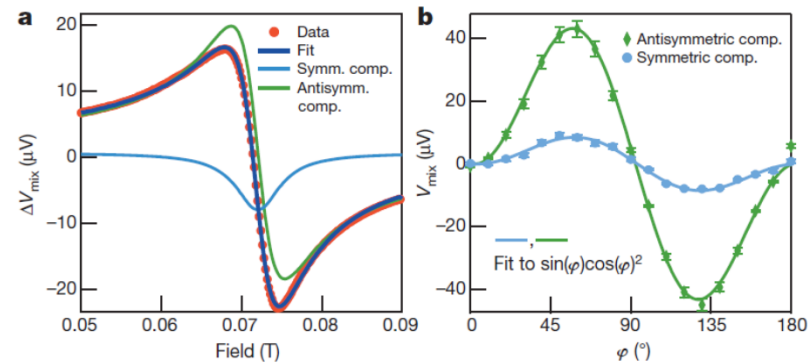 a
ΔVmix (μV)
20
10
0
−10
−20
0.05 0.06 0.07 0.08 0.09
Field (T)
Data
Fit
Symm. comp.
Antisymm.
comp.
b
Vmix (μV)
40
20
0
−20
−40
0 45 90 135 180
φ (°)
Antisymmetric comp.
Symmetric comp.
,
Fit to sin(φ)cos(φ)²